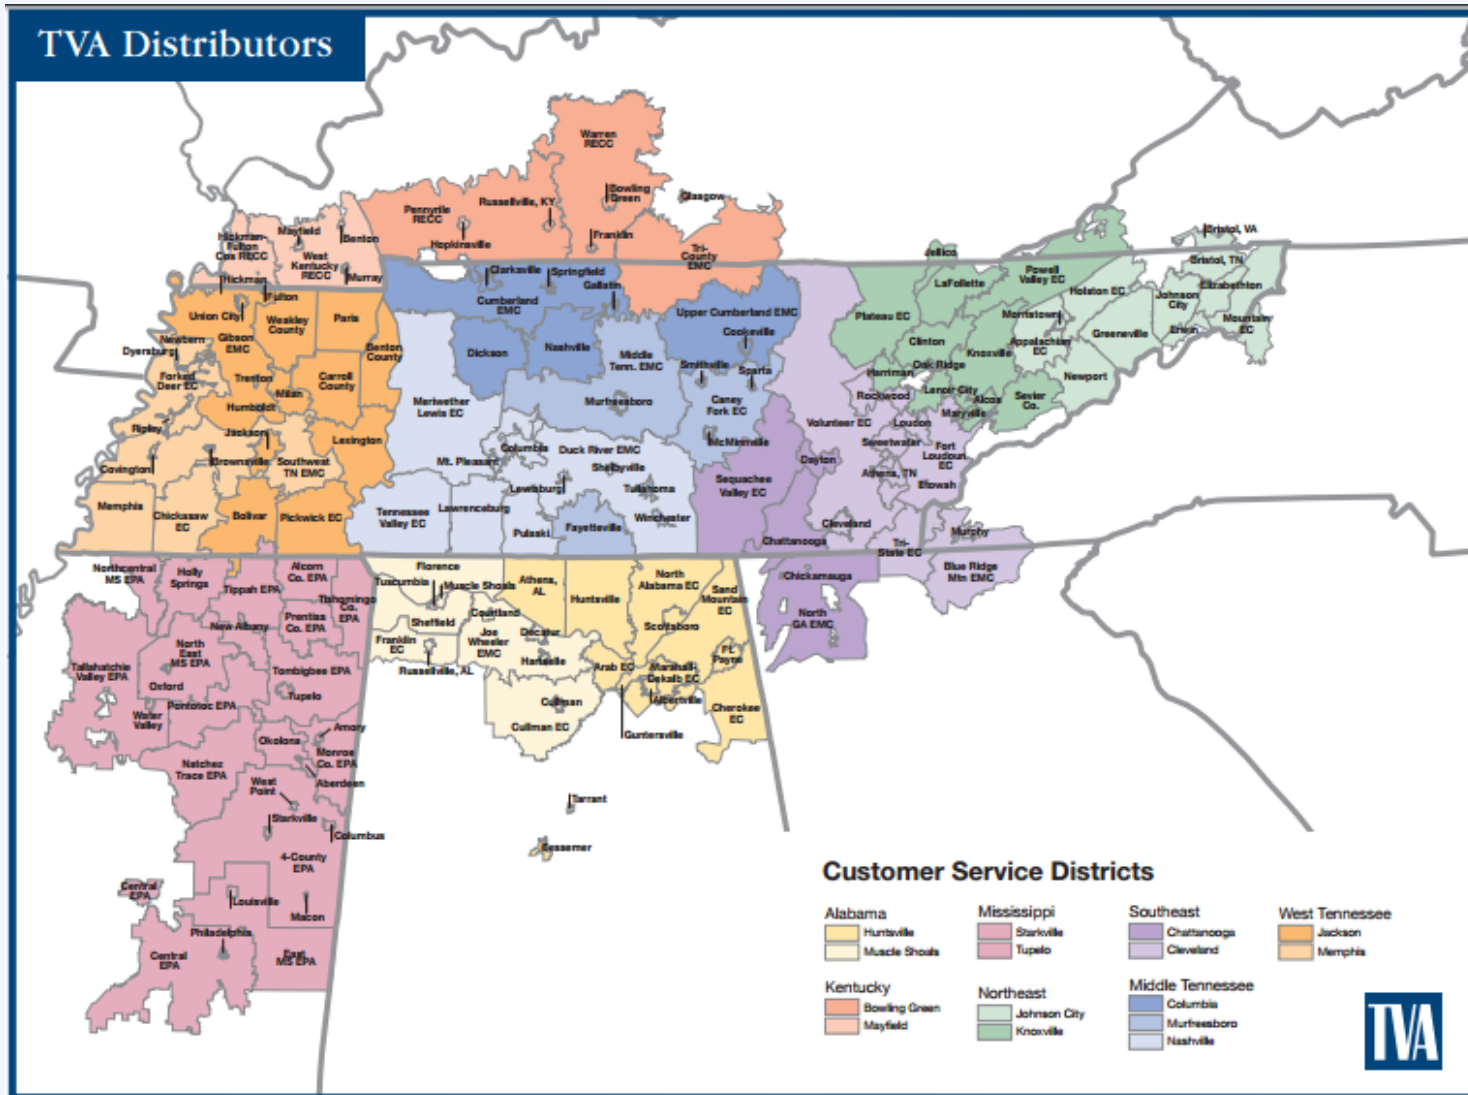 TVA Distributors
Warren
RECC
Bowling
Green
Glasgow
Russellville, KY
Pennyrile
RECC
Hopkinsville
Franklin
Tri-
County
EMC
Mayfield
Benton
Hickman-
Fulton
Cos RECC
West
Kentucky
RECC
Murray
Hickman
Fulton
Clarksville
Springfield
Gallatin
Cumberland
EMC
Upper Cumberland EMC
Cookeville
Jellico
LaFollette
Powell
Valley EC
Bristol, VA
Bristol, TN
Holston EC
Elizabethton
Johnson
City
Mountain
EC
Erwin
Morristown
Greeneville
Appalachian
EC
Newport
Plateau EC
Clinton
Knoxville
Oak Ridge
Harriman
Lenoir City
Alcoa
Sevier
Co.
Maryville
Rockwood
Union City
Weakley
County
Paris
Gibson
EMC
Newbern
Dyersburg
Forked
Deer EC
Benton
County
Trenton
Carroll
County
Milan
Humboldt
Ripley
Jackson
Lexington
Covington
Brownsville
Southwest
TN EMC
Memphis
Chickasaw
EC
Bolivar
Pickwick EC
Dickson
Nashville
Middle
Tenn. EMC
Smithville
Sparta
Meriwether
Lewis EC
Murfreesboro
Caney
Fork EC
McMinnville
Columbia
Duck River EMC
Mt. Pleasant
Shelbyville
Lewisburg
Tullahoma
Tennessee
Valley EC
Lawrenceburg
Pulaski
Fayetteville
Winchester
Volunteer EC
Loudon
Sweetwater
Fort
Loudoun
EC
Dayton
Athens, TN
Etowah
Sequachee
Valley EC
Cleveland
Chattanooga
Murphy
Tri-
State EC
Blue Ridge
Mtn EMC
Chickamauga
North
GA EMC
Northcentral
MS EPA
Holly
Springs
Alcorn
Co. EPA
Tippah EPA
Tishomingo
Co.
EPA
Prentiss
Co. EPA
New Albany
North
East
MS EPA
Tallahatchie
Valley EPA
Oxford
Tombigbee EPA
Tupelo
Pontotoc EPA
Water
Valley
Okolona
Amory
Monroe
Co. EPA
Natchez
Trace EPA
Aberdeen
West
Point
Starkville
Columbus
4-County
EPA
Central
EPA
Louisville
Macon
Philadelphia
Central
EPA
East
MS EPA
Florence
Tuscumbia
Muscle Shoals
Athens,
AL
Huntsville
North
Alabama EC
Sand
Mountain
EC
Sheffield
Courtland
Scottsboro
Franklin
EC
Joe
Wheeler
EMC
Decatur
Hartselle
Russellville, AL
Arab EC
Marshall-
Dekalb EC
Ft.
Payne
Albertville
Cullman
Cullman EC
Cherokee
EC
Guntersville
Tarrant
Bessemer
Customer Service Districts
Alabama
Huntsville
Muscle Shoals
Kentucky
Bowling Green
Mayfield
Mississippi
Starkville
Tupelo
Northeast
Johnson City
Knoxville
Southeast
Chattanooga
Cleveland
Middle Tennessee
Columbia
Murfreesboro
Nashville
West Tennessee
Jackson
Memphis
TVA